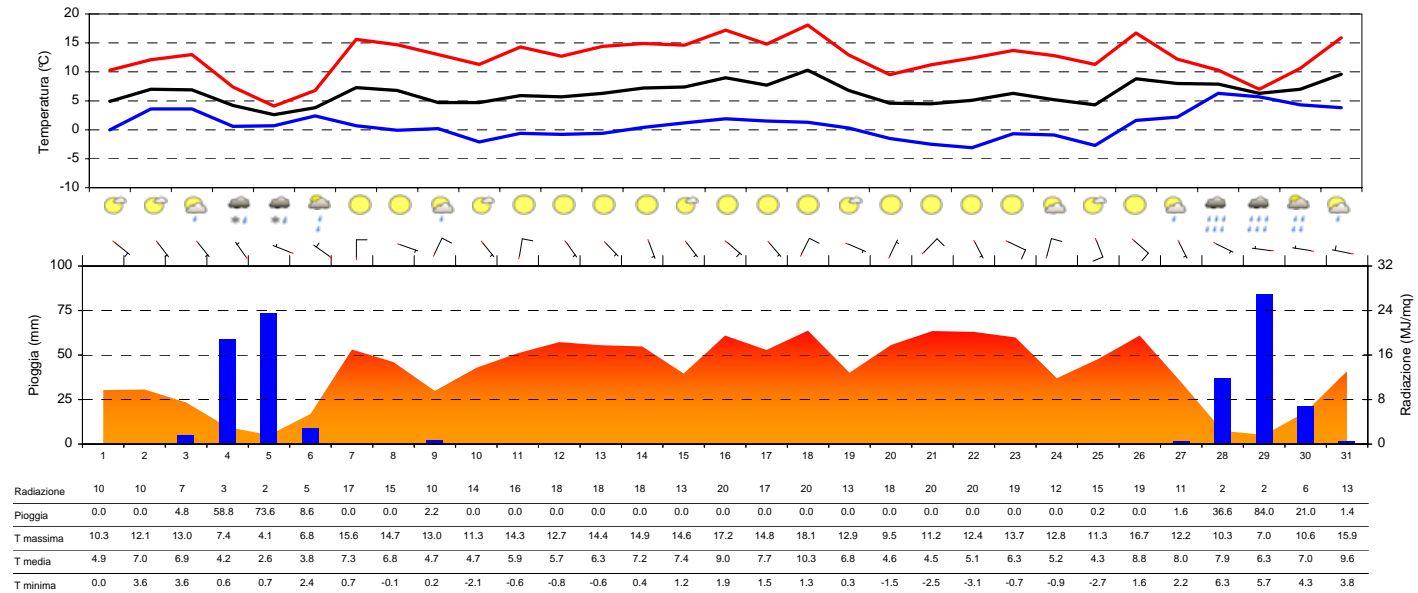 Temperatura (°C)
20
15
10
5
0
-5
-10
Pioggia (mm)
100
75
50
25
0
32
24
16
8
0
Radiazione (MJ/mq)
1 2 3 4 5 6 7 8 9 10 11 12 13 14 15 16 17 18 19 20 21 22 23 24 25 26 27 28 29 30 31
Radiazione 10 10 7 3 2 5 17 15 10 14 16 18 18 18 13 20 17 20 13 18 20 20 19 12 15 19 11 2 2 6 13
Pioggia 0.0 0.0 4.8 58.8 73.6 8.6 0.0 0.0 2.2 0.0 0.0 0.0 0.0 0.0 0.0 0.0 0.0 0.0 0.0 0.0 0.0 0.0 0.0 0.0 0.2 0.0 1.6 36.6 84.0 21.0 1.4
T massima 10.3 12.1 13.0 7.4 4.1 6.8 15.6 14.7 13.0 11.3 14.3 12.7 14.4 14.9 14.6 17.2 14.8 18.1 12.9 9.5 11.2 12.4 13.7 12.8 11.3 16.7 12.2 10.3 7.0 10.6 15.9
T media 4.9 7.0 6.9 4.2 2.6 3.8 7.3 6.8 4.7 4.7 5.9 5.7 6.3 7.2 7.4 9.0 7.7 10.3 6.8 4.6 4.5 5.1 6.3 5.2 4.3 8.8 8.0 7.9 6.3 7.0 9.6
T minima 0.0 3.6 3.6 0.6 0.7 2.4 0.7 -0.1 0.2 -2.1 -0.6 -0.8 -0.6 0.4 1.2 1.9 1.5 1.3 0.3 -1.5 -2.5 -3.1 -0.7 -0.9 -2.7 1.6 2.2 6.3 5.7 4.3 3.8